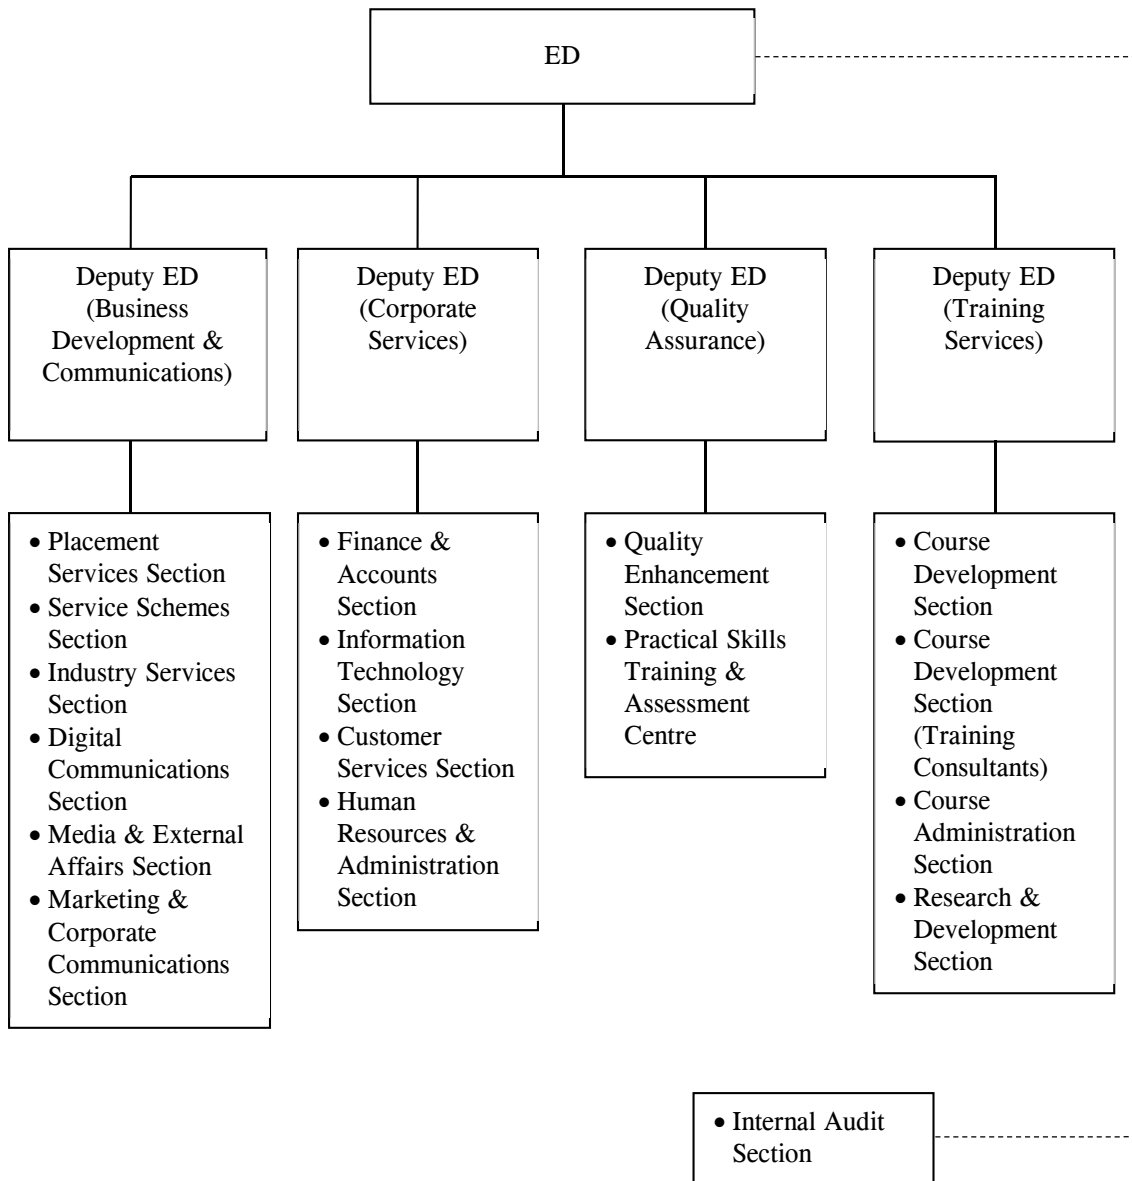 ED
Deputy ED
(Business
Development &
Communications)
Deputy ED
(Corporate
Services)
Deputy ED
(Quality
Assurance)
Deputy ED
(Training
Services)
• Placement
Services Section
• Service Schemes
Section
• Industry Services
Section
• Digital
Communications
Section
• Media & External
Affairs Section
• Marketing &
Corporate
Communications
Section
• Finance &
Accounts
Section
• Information
Technology
Section
• Customer
Services Section
• Human
Resources &
Administration
Section
• Quality
Enhancement
Section
• Practical Skills
Training &
Assessment
Centre
• Course
Development
Section
• Course
Development
Section
(Training
Consultants)
• Course
Administration
Section
• Research &
Development
Section
• Internal Audit
Section